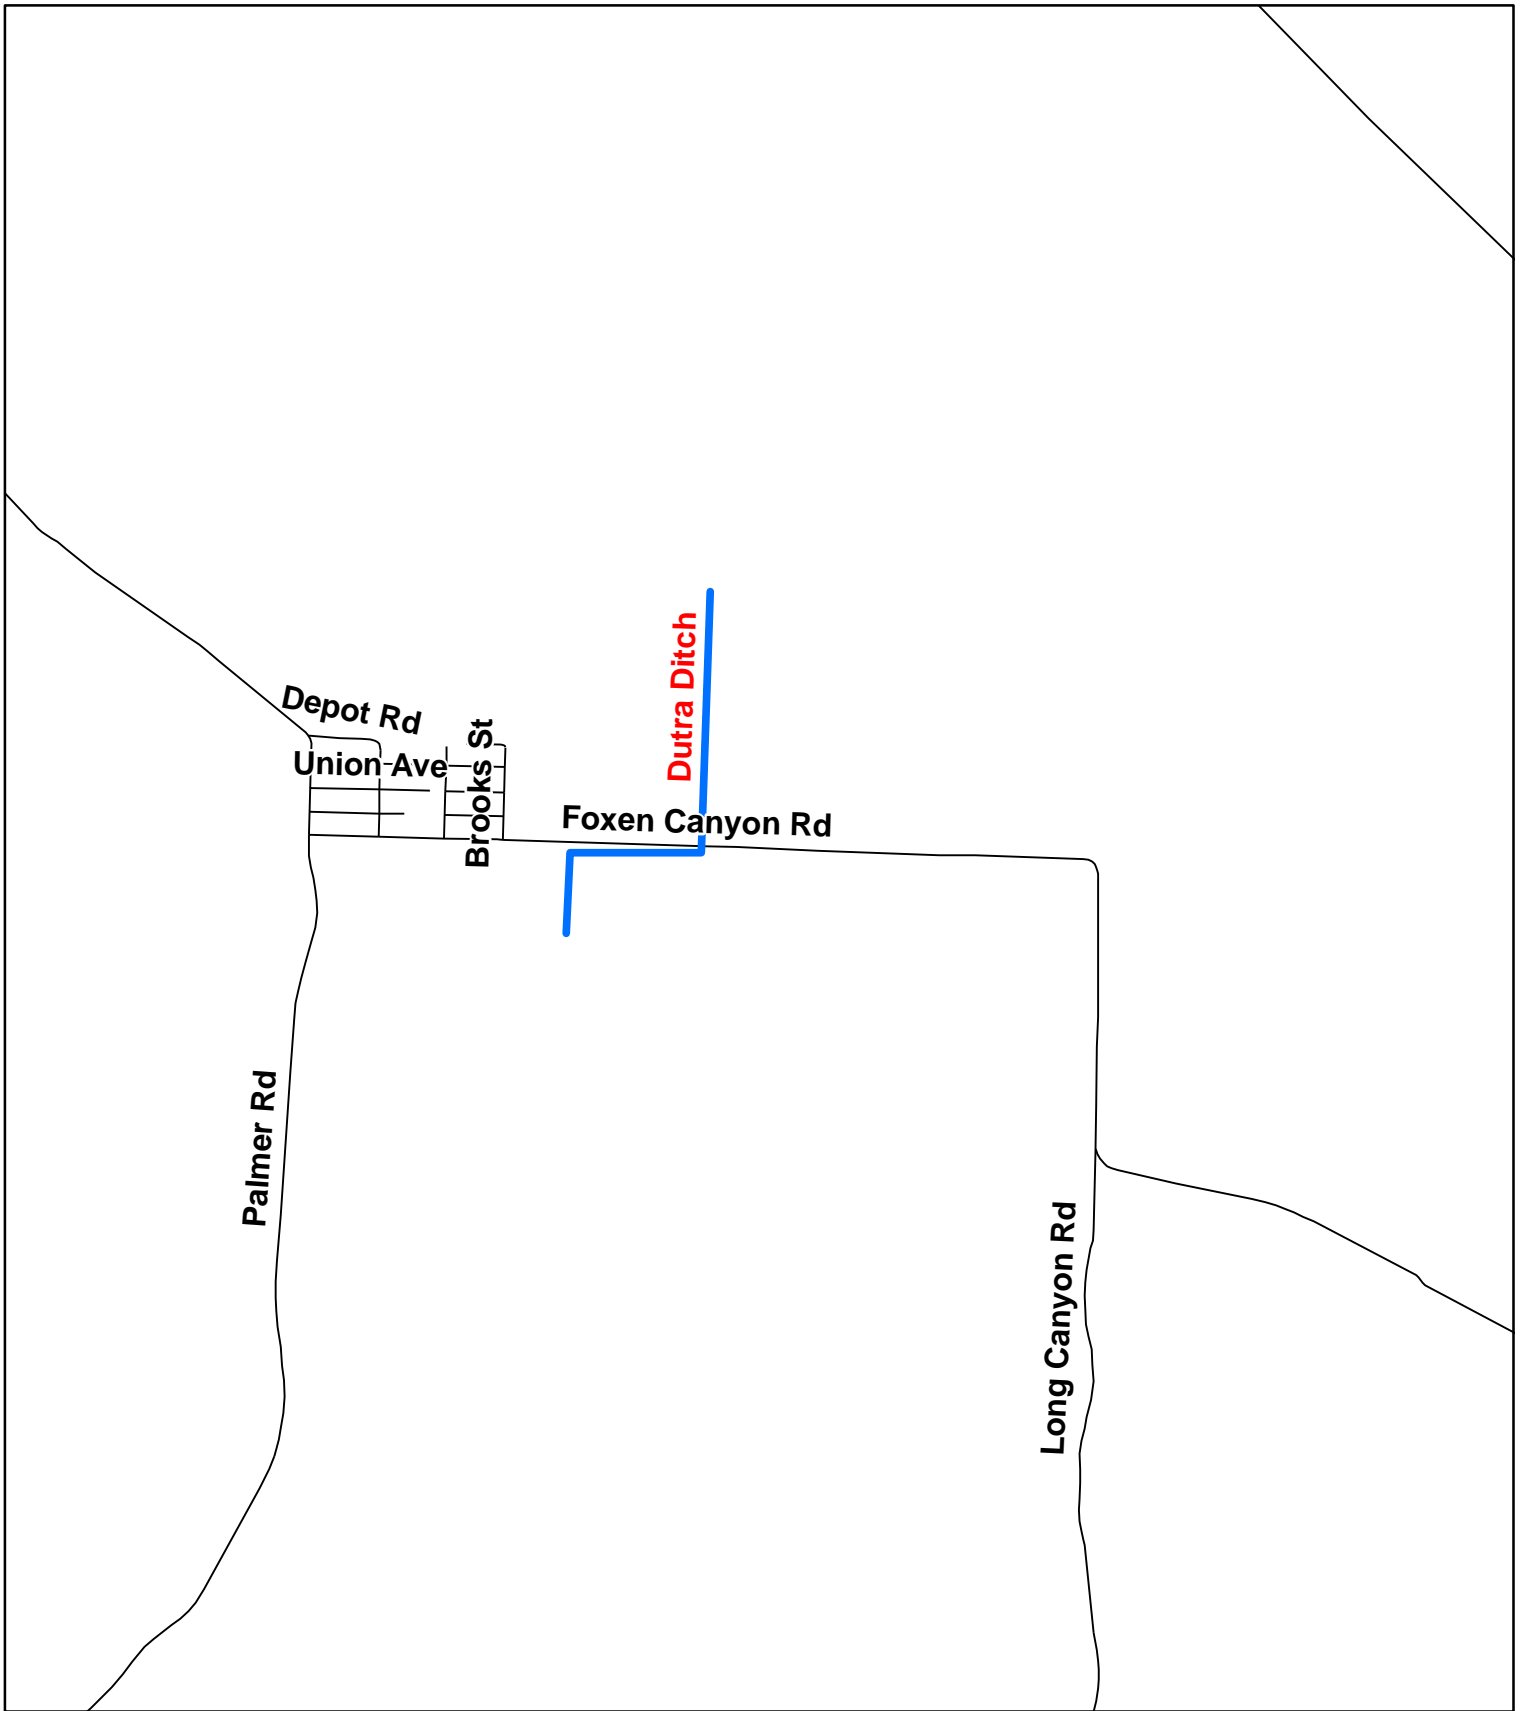 Dutra Ditch
Depot Rd
Union Ave
Brooks St
Foxen Canyon Rd
Palmer Rd
Long Canyon Rd